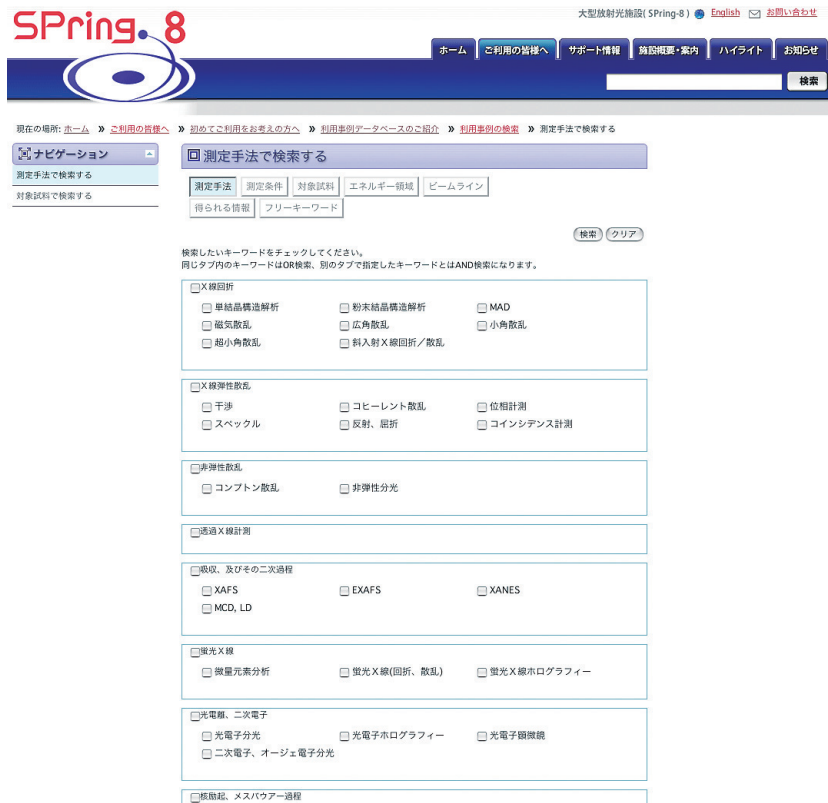 SPring-8
大型放射光施設( SPring-8 ) English お問い合わせ
ホーム ご利用の皆様へ サポート情報 施設概要・案内 ハイライト お知らせ
検索
現在の場所: ホーム » ご利用の皆様へ » 初めてご利用をお考えの方へ » 利用事例データベースのご紹介 » 利用事例の検索 » 測定手法で検索する
ナビゲーション
測定手法で検索する
対象試料で検索する
測定手法で検索する
測定手法 測定条件 対象試料 エネルギー領域 ビームライン
得られる情報 フリーキーワード
検索 クリア
検索したいキーワードをチェックしてください。
同じタブ内のキーワードはOR検索、別のタブで指定したキーワードとはAND検索になります。
X線回折
単結晶構造解析 粉末結晶構造解析 MAD
磁気散乱 広角散乱 小角散乱
超小角散乱 斜入射X線回折/散乱
X線弾性散乱
干渉 コヒーレント散乱 位相計測
スペックル 反射、屈折 コインシデンス計測
非弾性散乱
コンプトン散乱 非弾性分光
透過X線計測
吸収、及びその二次過程
XAFS EXAFS XANES
MCD, LD
蛍光X線
微量元素分析 蛍光X線(回折、散乱) 蛍光X線ホログラフィー
光電離、二次電子
光電子分光 光電子ホログラフィー 光電子顕微鏡
二次電子、オージェ電子分光
核励起、メスバウアー過程